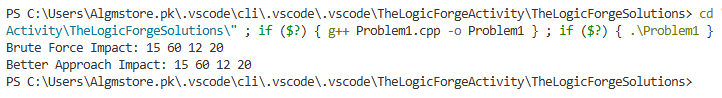 PS C:\Users\Algmstore.pk\.vscode\cli\.vscode\.vscode\TheLogicForgeActivity\TheLogicForgeSolutions> cd "
Activity\TheLogicForgeSolutions\" ; if ($?) { g++ Problem1.cpp -o Problem1 } ; if ($?) { .\Problem1 }
Brute Force Impact: 15 60 12 20
Better Approach Impact: 15 60 12 20
PS C:\Users\Algmstore.pk\.vscode\cli\.vscode\.vscode\TheLogicForgeActivity\TheLogicForgeSolutions>